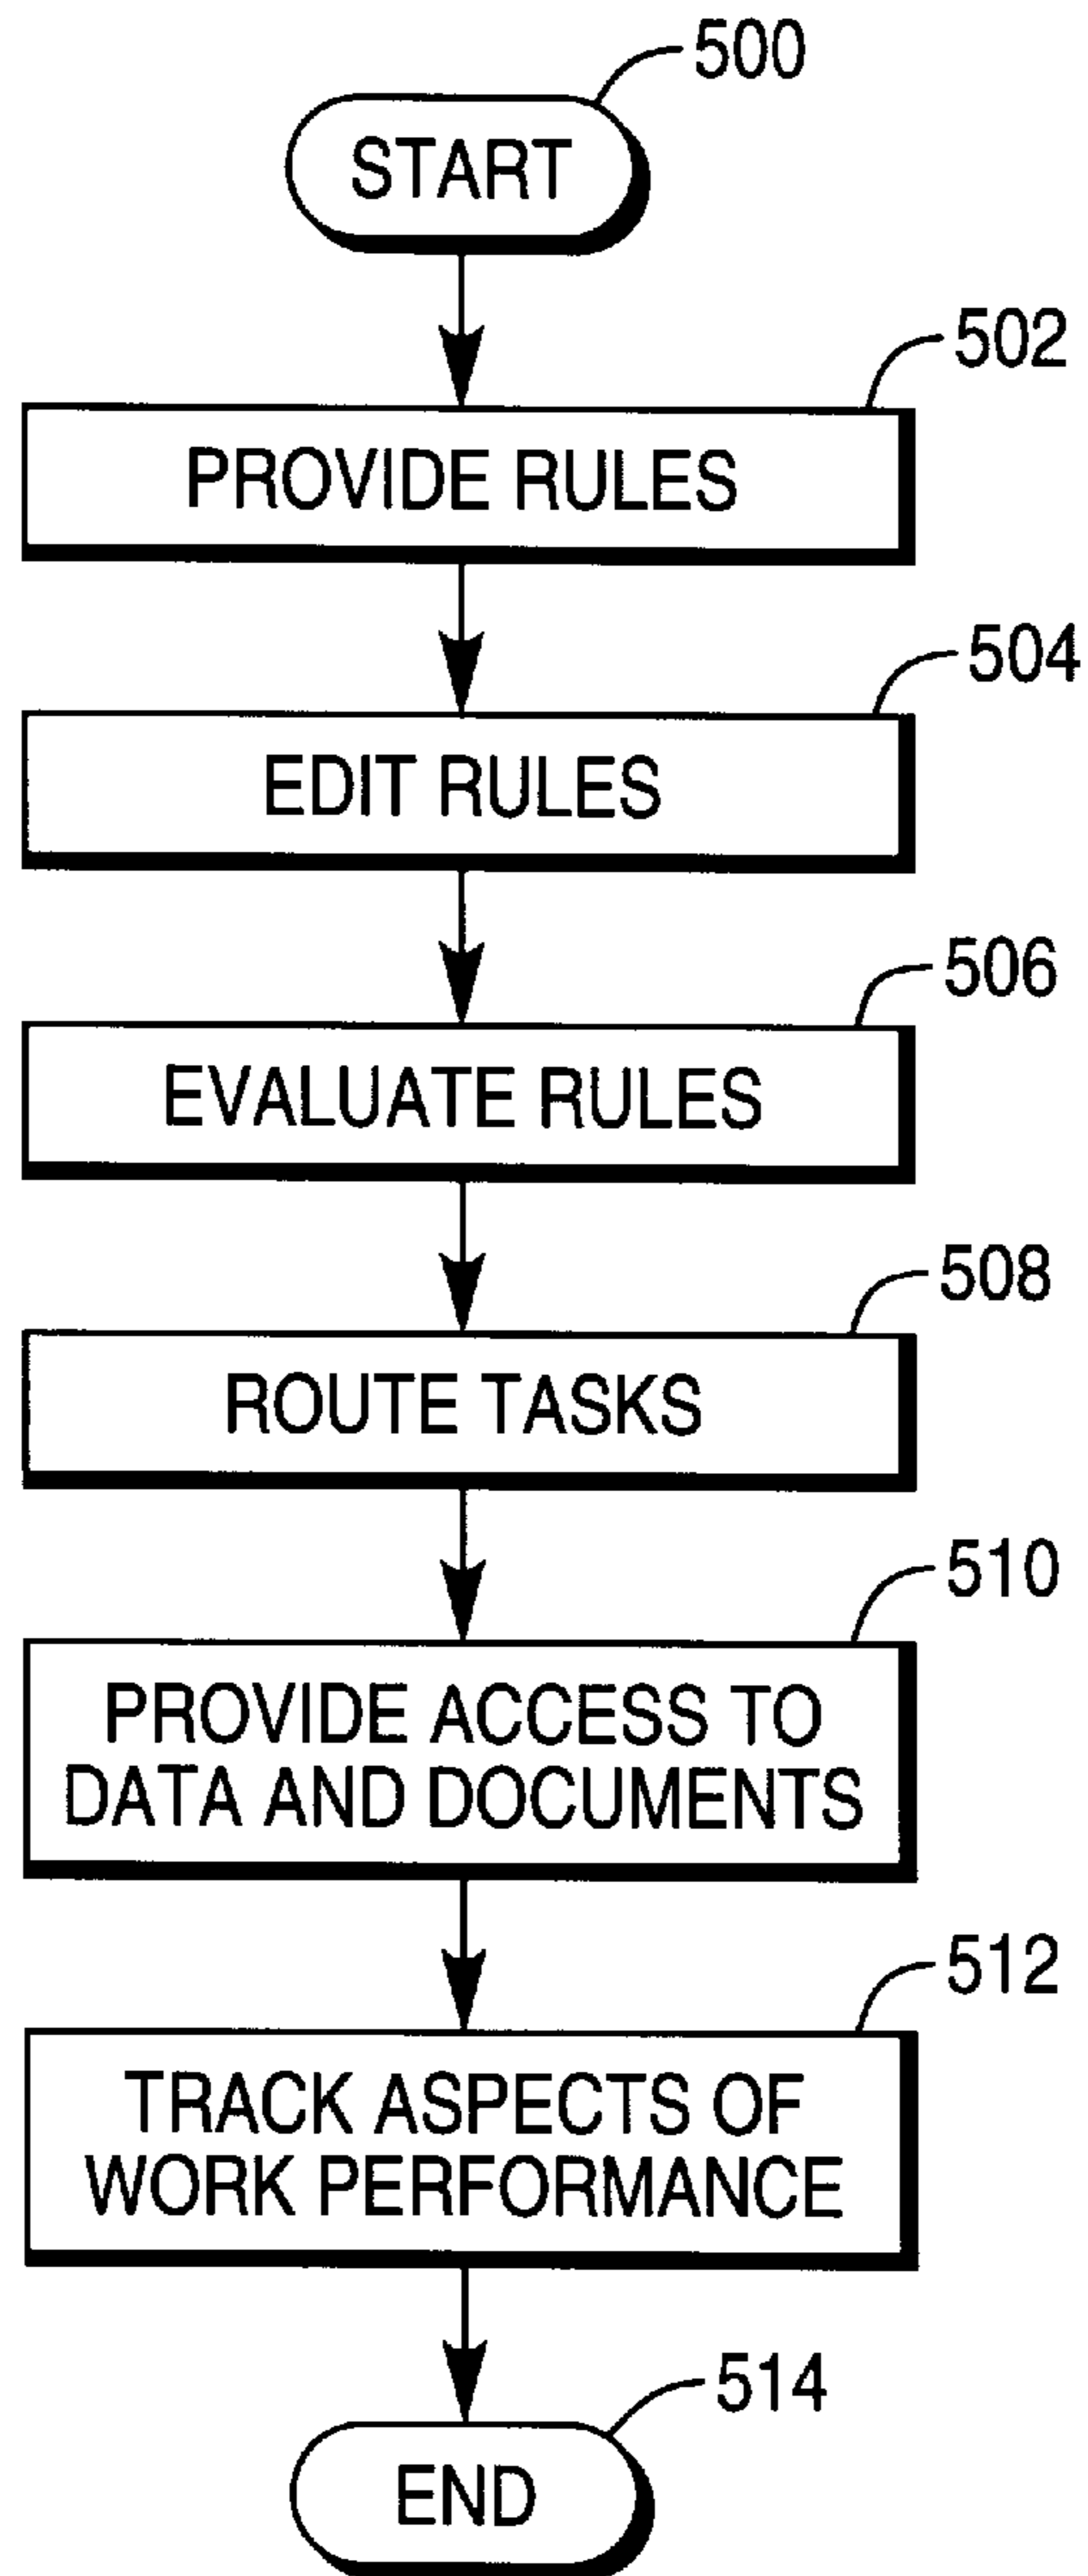 500
START
502
PROVIDE RULES
504
EDIT RULES
506
EVALUATE RULES
508
ROUTE TASKS
510
PROVIDE ACCESS TO
DATA AND DOCUMENTS
512
TRACK ASPECTS OF
WORK PERFORMANCE
514
END